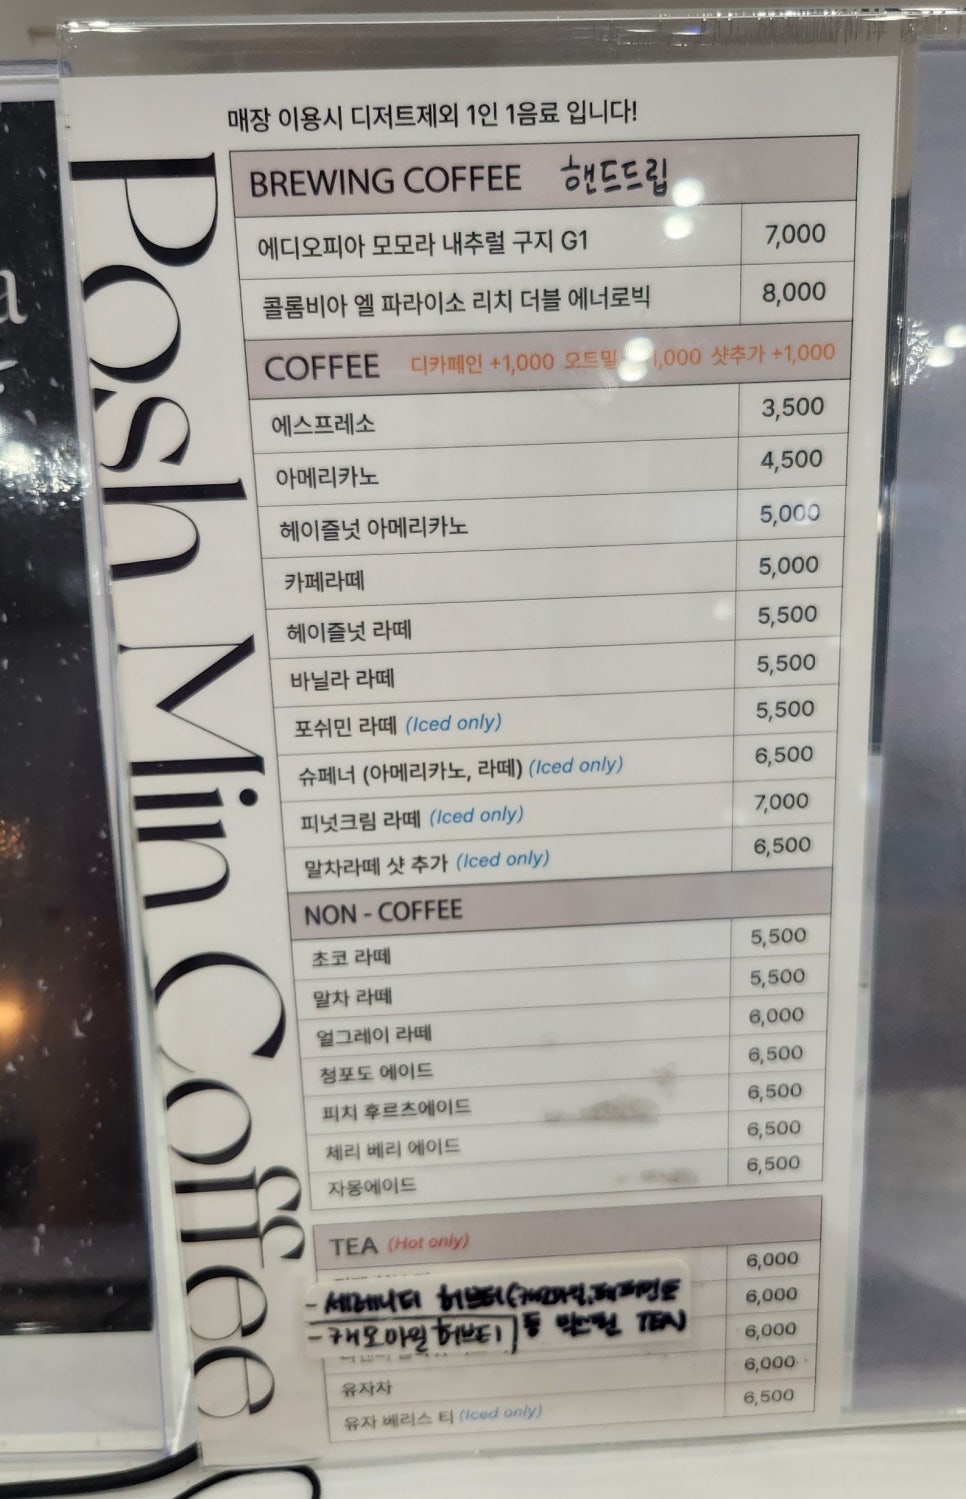 매장 이용시 디저트제외 1인 1음료 입니다!
Posh Min Coffee
BREWING COFFEE 핸드드립
에디오피아 모모라 내추럴 구지 G1 7,000
콜롬비아 엘 파라이소 리치 더블 에너로빅 8,000
COFFEE 디카페인 +1,000 오트밀 1,000 샷추가 +1,000
에스프레소 3,500
아메리카노 4,500
헤이즐넛 아메리카노 5,000
카페라떼 5,000
헤이즐넛 라떼 5,500
바닐라 라떼 5,500
포쉬민 라떼 (Iced only) 5,500
슈페너 (아메리카노, 라떼) (Iced only) 6,500
피넛크림 라떼 (Iced only) 7,000
말차라떼 샷 추가 (Iced only) 6,500
NON - COFFEE
초코 라떼 5,500
말차 라떼 5,500
얼그레이 라떼 6,000
청포도 에이드 6,500
피치 후르츠에이드 6,500
체리 베리 에이드 6,500
자몽에이드 6,500
TEA (Hot only)
6,000
- 세레니티 6,000
TEA 6,000
6,000
유자차 6,500
유자 베리스 티 (Iced only)